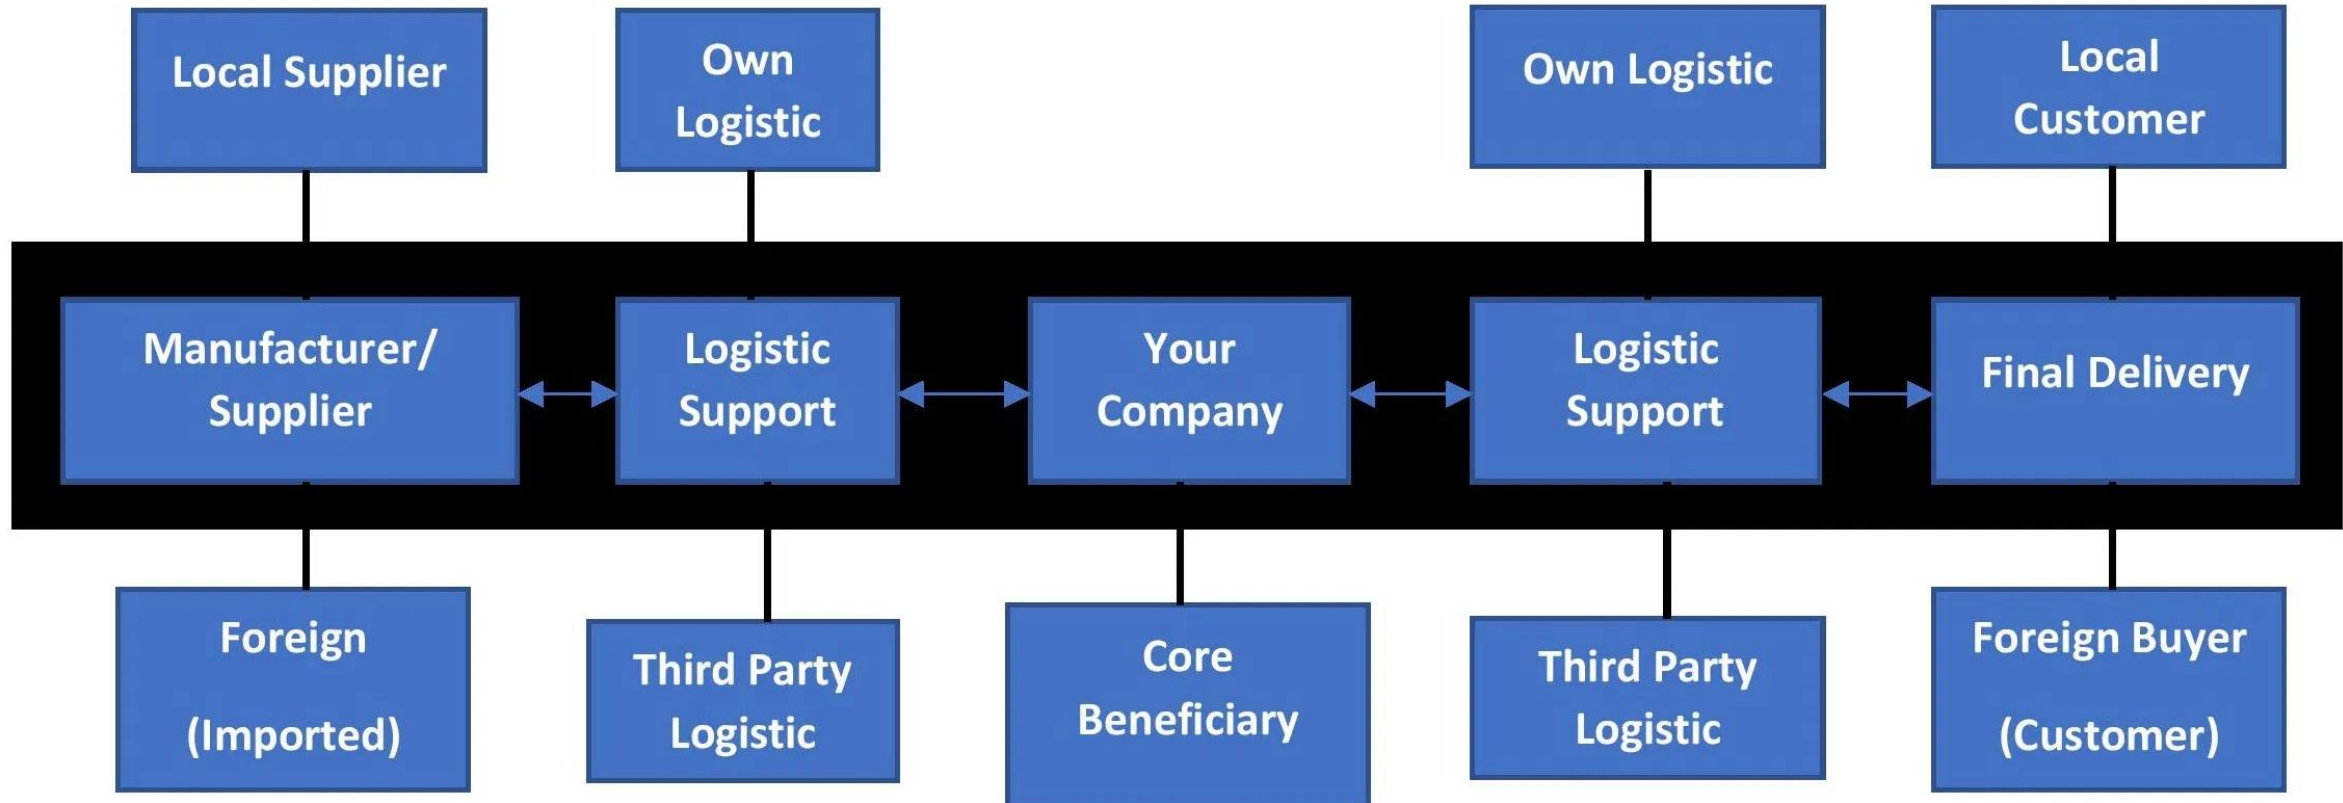 Local Supplier
Own
Logistic
Own Logistic
Local
Customer
Manufacturer/
Supplier
Logistic
Support
Your
Company
Logistic
Support
Final Delivery
Foreign
(Imported)
Third Party
Logistic
Core
Beneficiary
Third Party
Logistic
Foreign Buyer
(Customer)